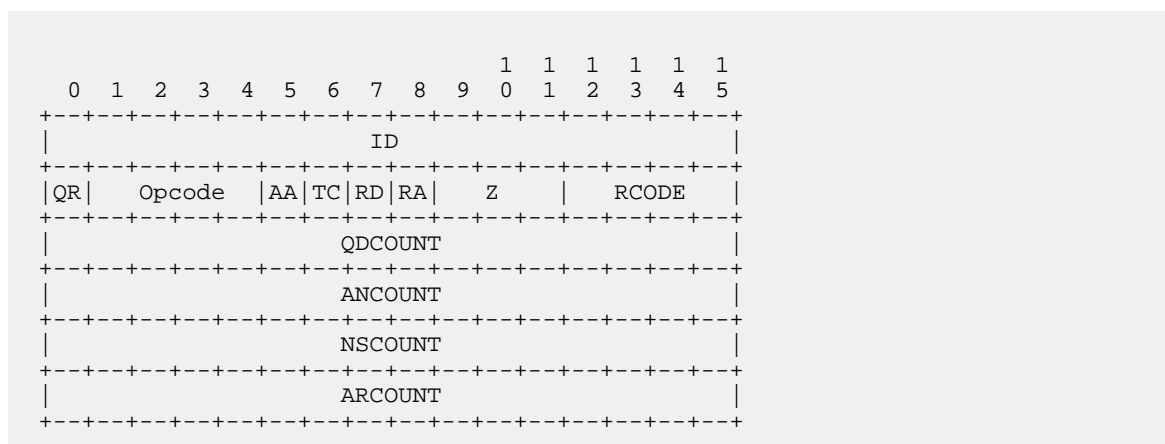 1  1  1  1  1  1
  0  1  2  3  4  5  6  7  8  9  0  1  2  3  4  5
+--+--+--+--+--+--+--+--+--+--+--+--+--+--+--+--+
|                      ID                       |
+--+--+--+--+--+--+--+--+--+--+--+--+--+--+--+--+
|QR|   Opcode  |AA|TC|RD|RA|   Z    |   RCODE   |
+--+--+--+--+--+--+--+--+--+--+--+--+--+--+--+--+
|                    QDCOUNT                    |
+--+--+--+--+--+--+--+--+--+--+--+--+--+--+--+--+
|                    ANCOUNT                    |
+--+--+--+--+--+--+--+--+--+--+--+--+--+--+--+--+
|                    NSCOUNT                    |
+--+--+--+--+--+--+--+--+--+--+--+--+--+--+--+--+
|                    ARCOUNT                    |
+--+--+--+--+--+--+--+--+--+--+--+--+--+--+--+--+